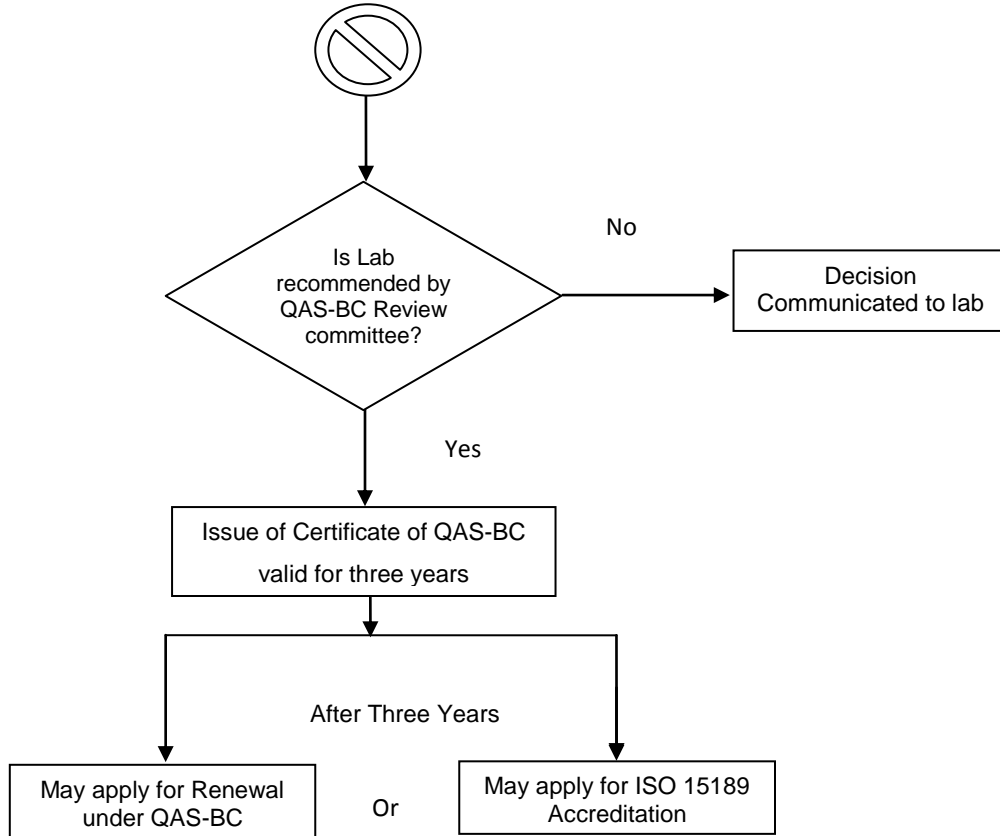 Is Lab
recommended by
QAS-BC Review
committee?
No
Decision
Communicated to lab
Yes
Issue of Certificate of QAS-BC
valid for three years
After Three Years
May apply for Renewal
under QAS-BC
Or
May apply for ISO 15189
Accreditation